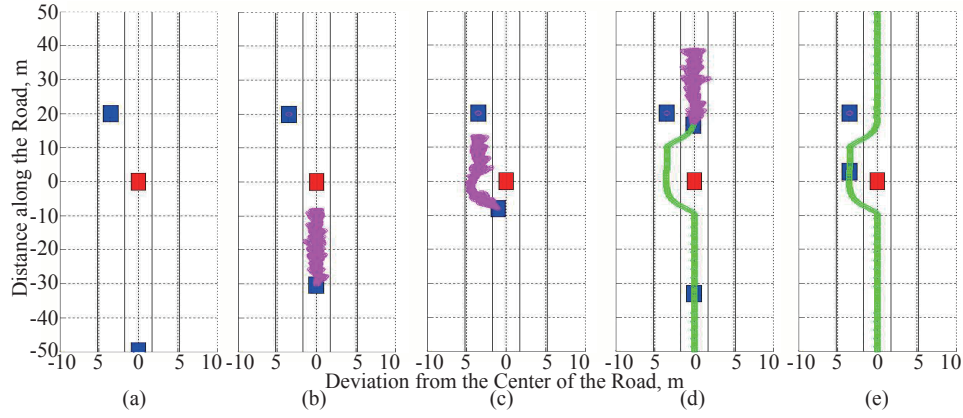 Distance along the Road, m
50
40
30
20
10
0
-10
-20
-30
-40
-50
-10 5 0 5 10
-10 5 0 5 10
-10 5 0 5 10
-10 5 0 5 10
-10 5 0 5 10
Deviation from the Center of the Road, m
(a) (b) (c) (d) (e)